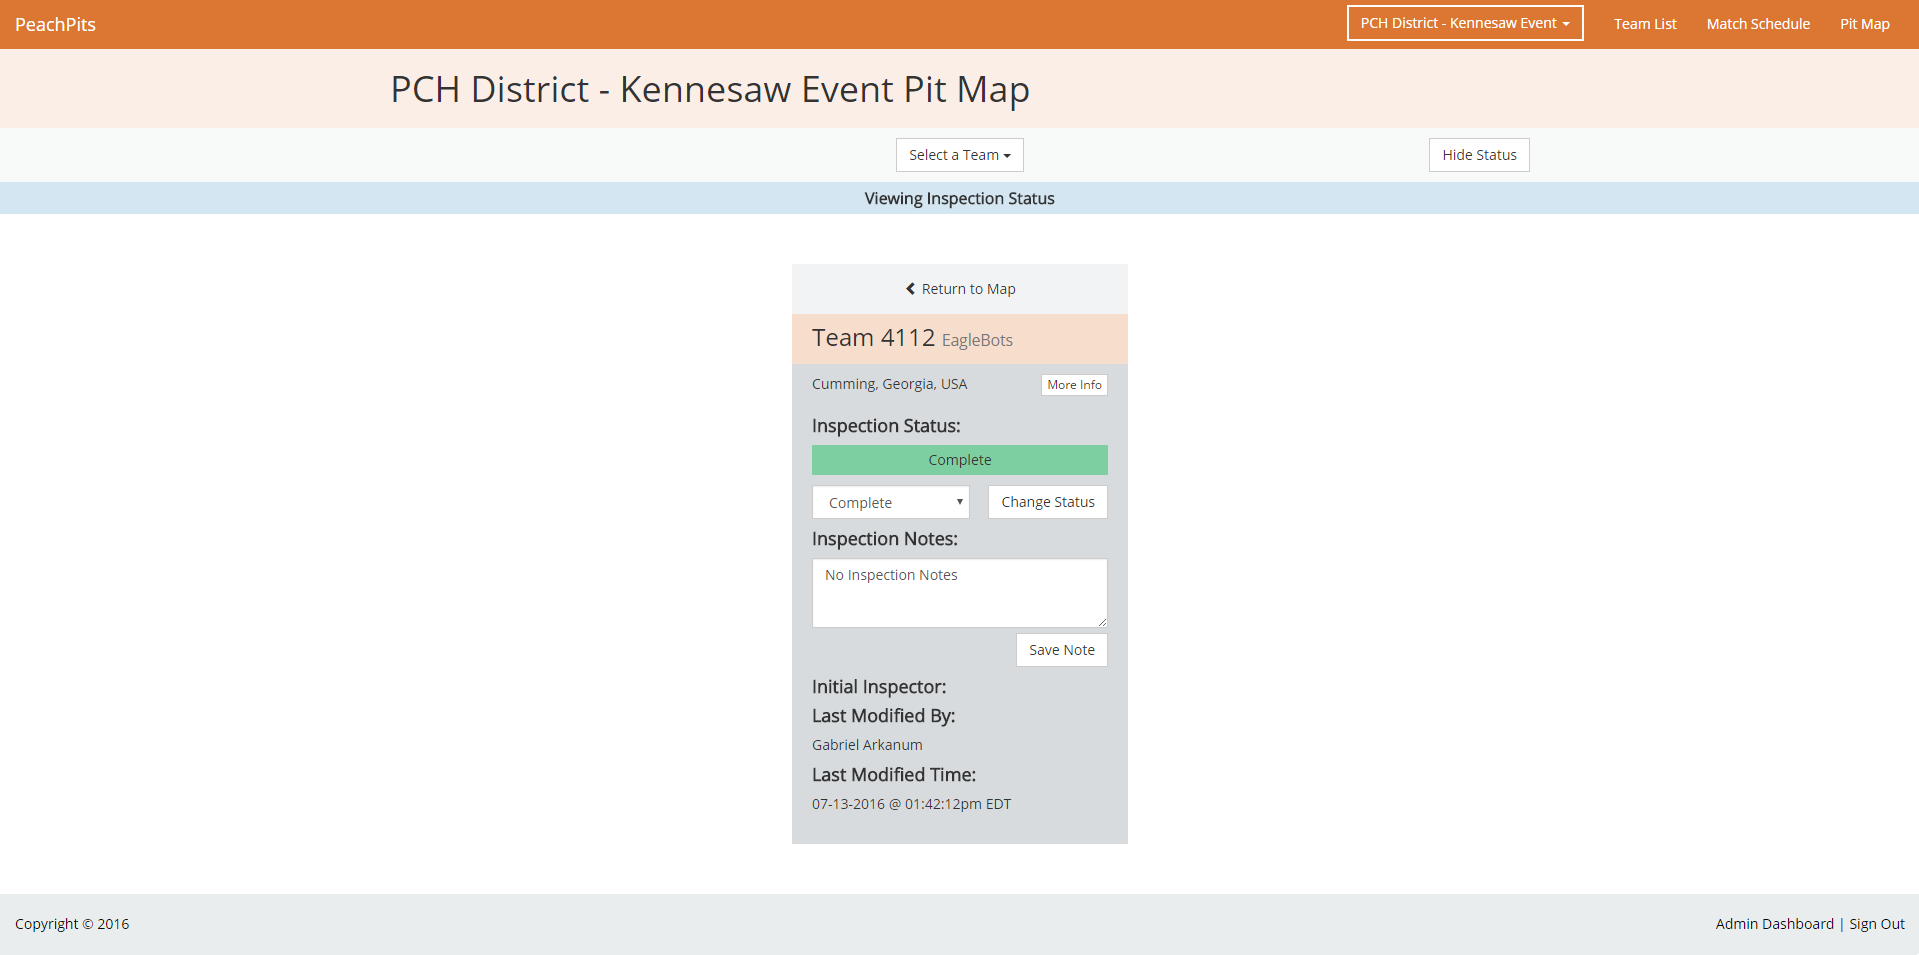 PeachPits
PCH District - Kennesaw Event
Team List
Match Schedule
Pit Map
PCH District - Kennesaw Event Pit Map
Select a Team
Hide Status
Viewing Inspection Status
Return to Map
Team 4112 EagleBots
Cumming, Georgia, USA
More Info
Inspection Status:
Complete
Complete
Change Status
Inspection Notes:
No Inspection Notes
Save Note
Initial Inspector:
Last Modified By:
Gabriel Arkanum
Last Modified Time:
07-13-2016 @ 01:42:12pm EDT
Copyright © 2016
Admin Dashboard | Sign Out